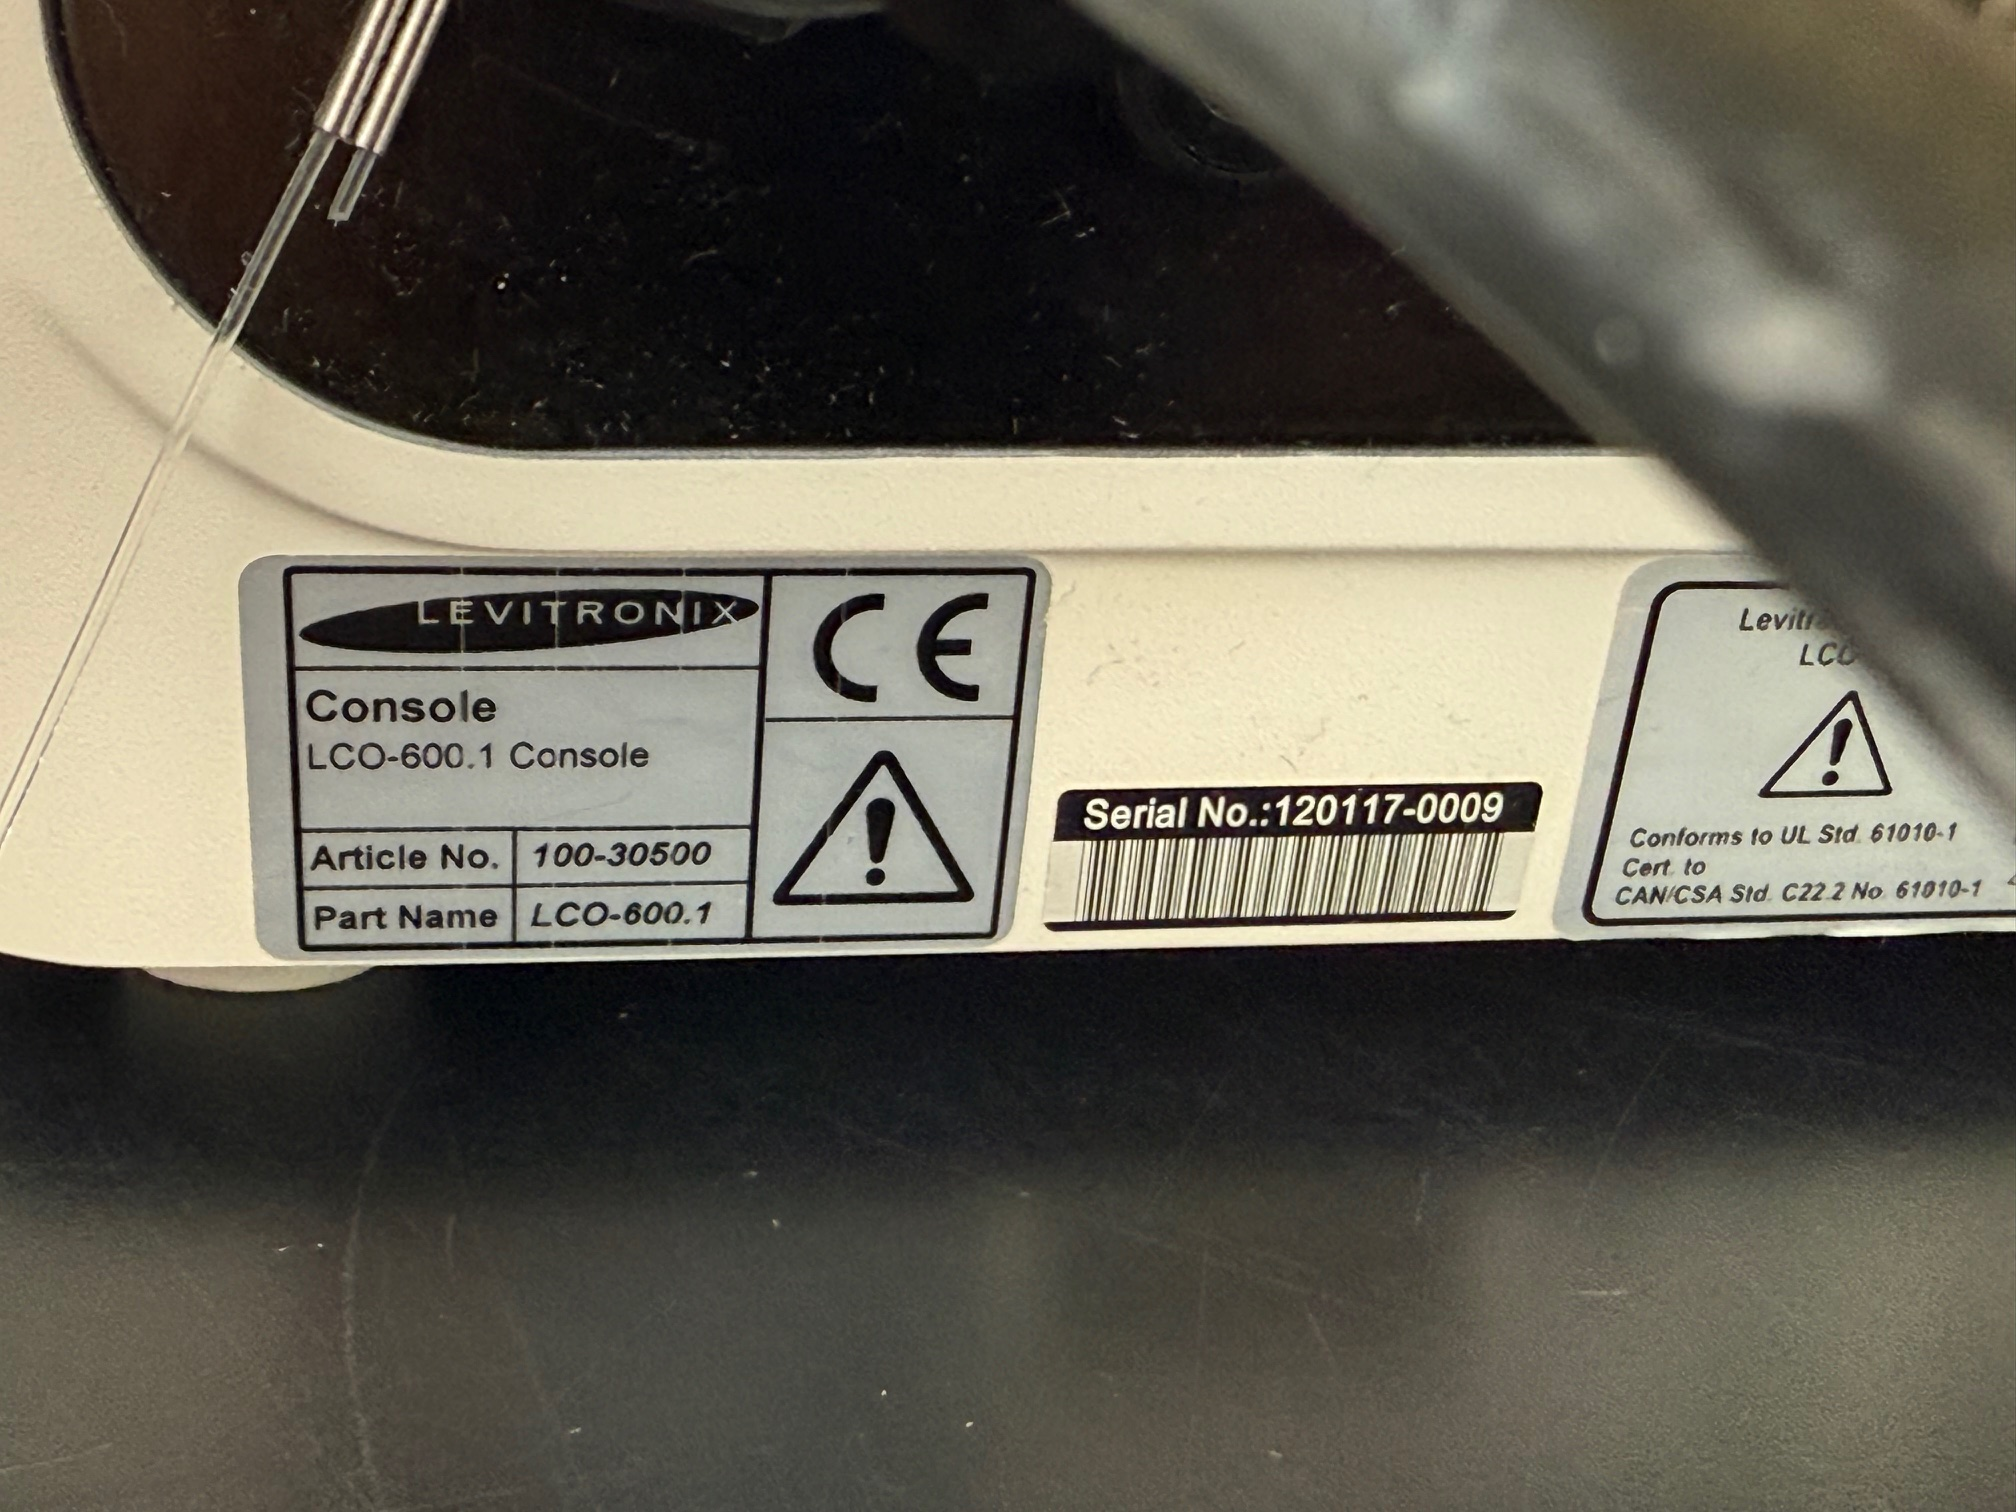 LEVITRONIX
CE
Console
LCO-600.1 Console
Article No. 100-30500
Part Name LCO-600.1
Serial No.:120117-0009
Conforms to UL Std. 61010-1
Cert. to
CAN/CSA Std. C22.2 No. 61010-1